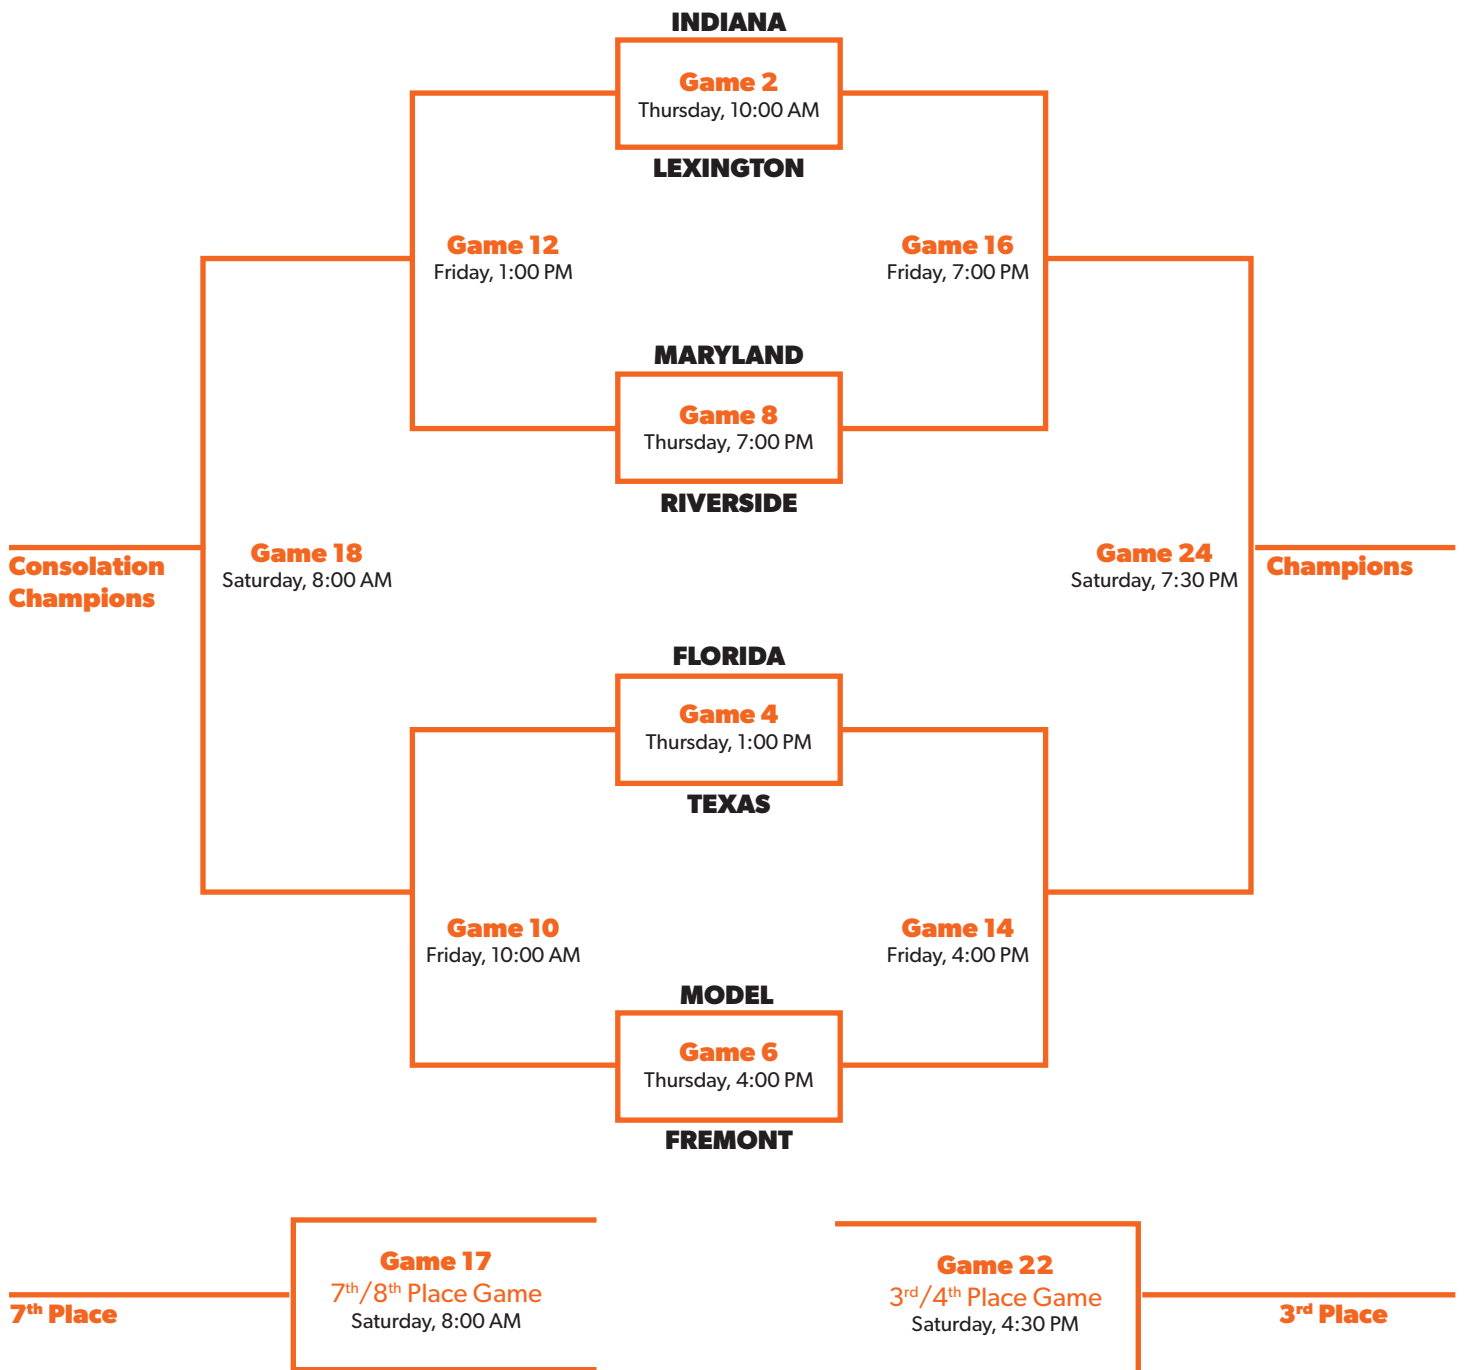 INDIANA
Game 2
Thursday, 10:00 AM
LEXINGTON
Game 12
Friday, 1:00 PM
Game 16
Friday, 7:00 PM
MARYLAND
Game 8
Thursday, 7:00 PM
RIVERSIDE
Consolation
Champions
Game 18
Saturday, 8:00 AM
Game 24
Saturday, 7:30 PM
Champions
FLORIDA
Game 4
Thursday, 1:00 PM
TEXAS
Game 10
Friday, 10:00 AM
Game 14
Friday, 4:00 PM
MODEL
Game 6
Thursday, 4:00 PM
FREMONT
Game 17
7th/8th Place Game
Saturday, 8:00 AM
7th Place
Game 22
3rd/4th Place Game
Saturday, 4:30 PM
3rd Place